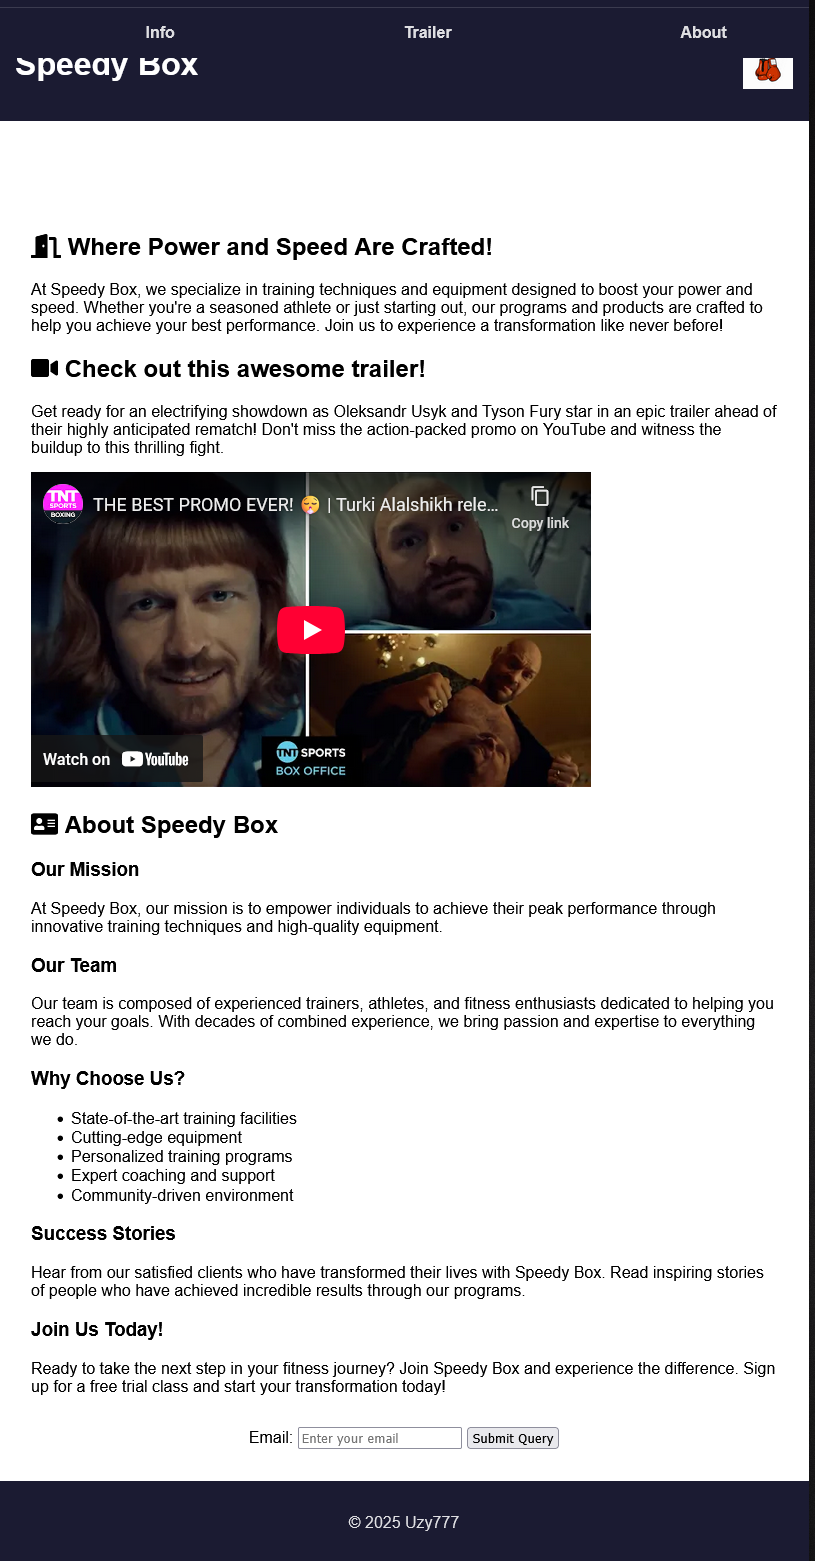 Info
Trailer
About
Speedy Box
Where Power and Speed Are Crafted!
At Speedy Box, we specialize in training techniques and equipment designed to boost your power and
speed. Whether you're a seasoned athlete or just starting out, our programs and products are crafted to
help you achieve your best performance. Join us to experience a transformation like never before!
Check out this awesome trailer!
Get ready for an electrifying showdown as Oleksandr Usyk and Tyson Fury star in an epic trailer ahead of
their highly anticipated rematch! Don't miss the action-packed promo on YouTube and witness the
buildup to this thrilling fight.
TNT
SPORTS
BOXING
THE BEST PROMO EVER! 😮‍💨 | Turki Alalshikh rele...
Copy link
Watch on YouTube
TNT SPORTS
BOX OFFICE
About Speedy Box
Our Mission
At Speedy Box, our mission is to empower individuals to achieve their peak performance through
innovative training techniques and high-quality equipment.
Our Team
Our team is composed of experienced trainers, athletes, and fitness enthusiasts dedicated to helping you
reach your goals. With decades of combined experience, we bring passion and expertise to everything
we do.
Why Choose Us?
• State-of-the-art training facilities
• Cutting-edge equipment
• Personalized training programs
• Expert coaching and support
• Community-driven environment
Success Stories
Hear from our satisfied clients who have transformed their lives with Speedy Box. Read inspiring stories
of people who have achieved incredible results through our programs.
Join Us Today!
Ready to take the next step in your fitness journey? Join Speedy Box and experience the difference. Sign
up for a free trial class and start your transformation today!
Email: Enter your email Submit Query
© 2025 Uzy777